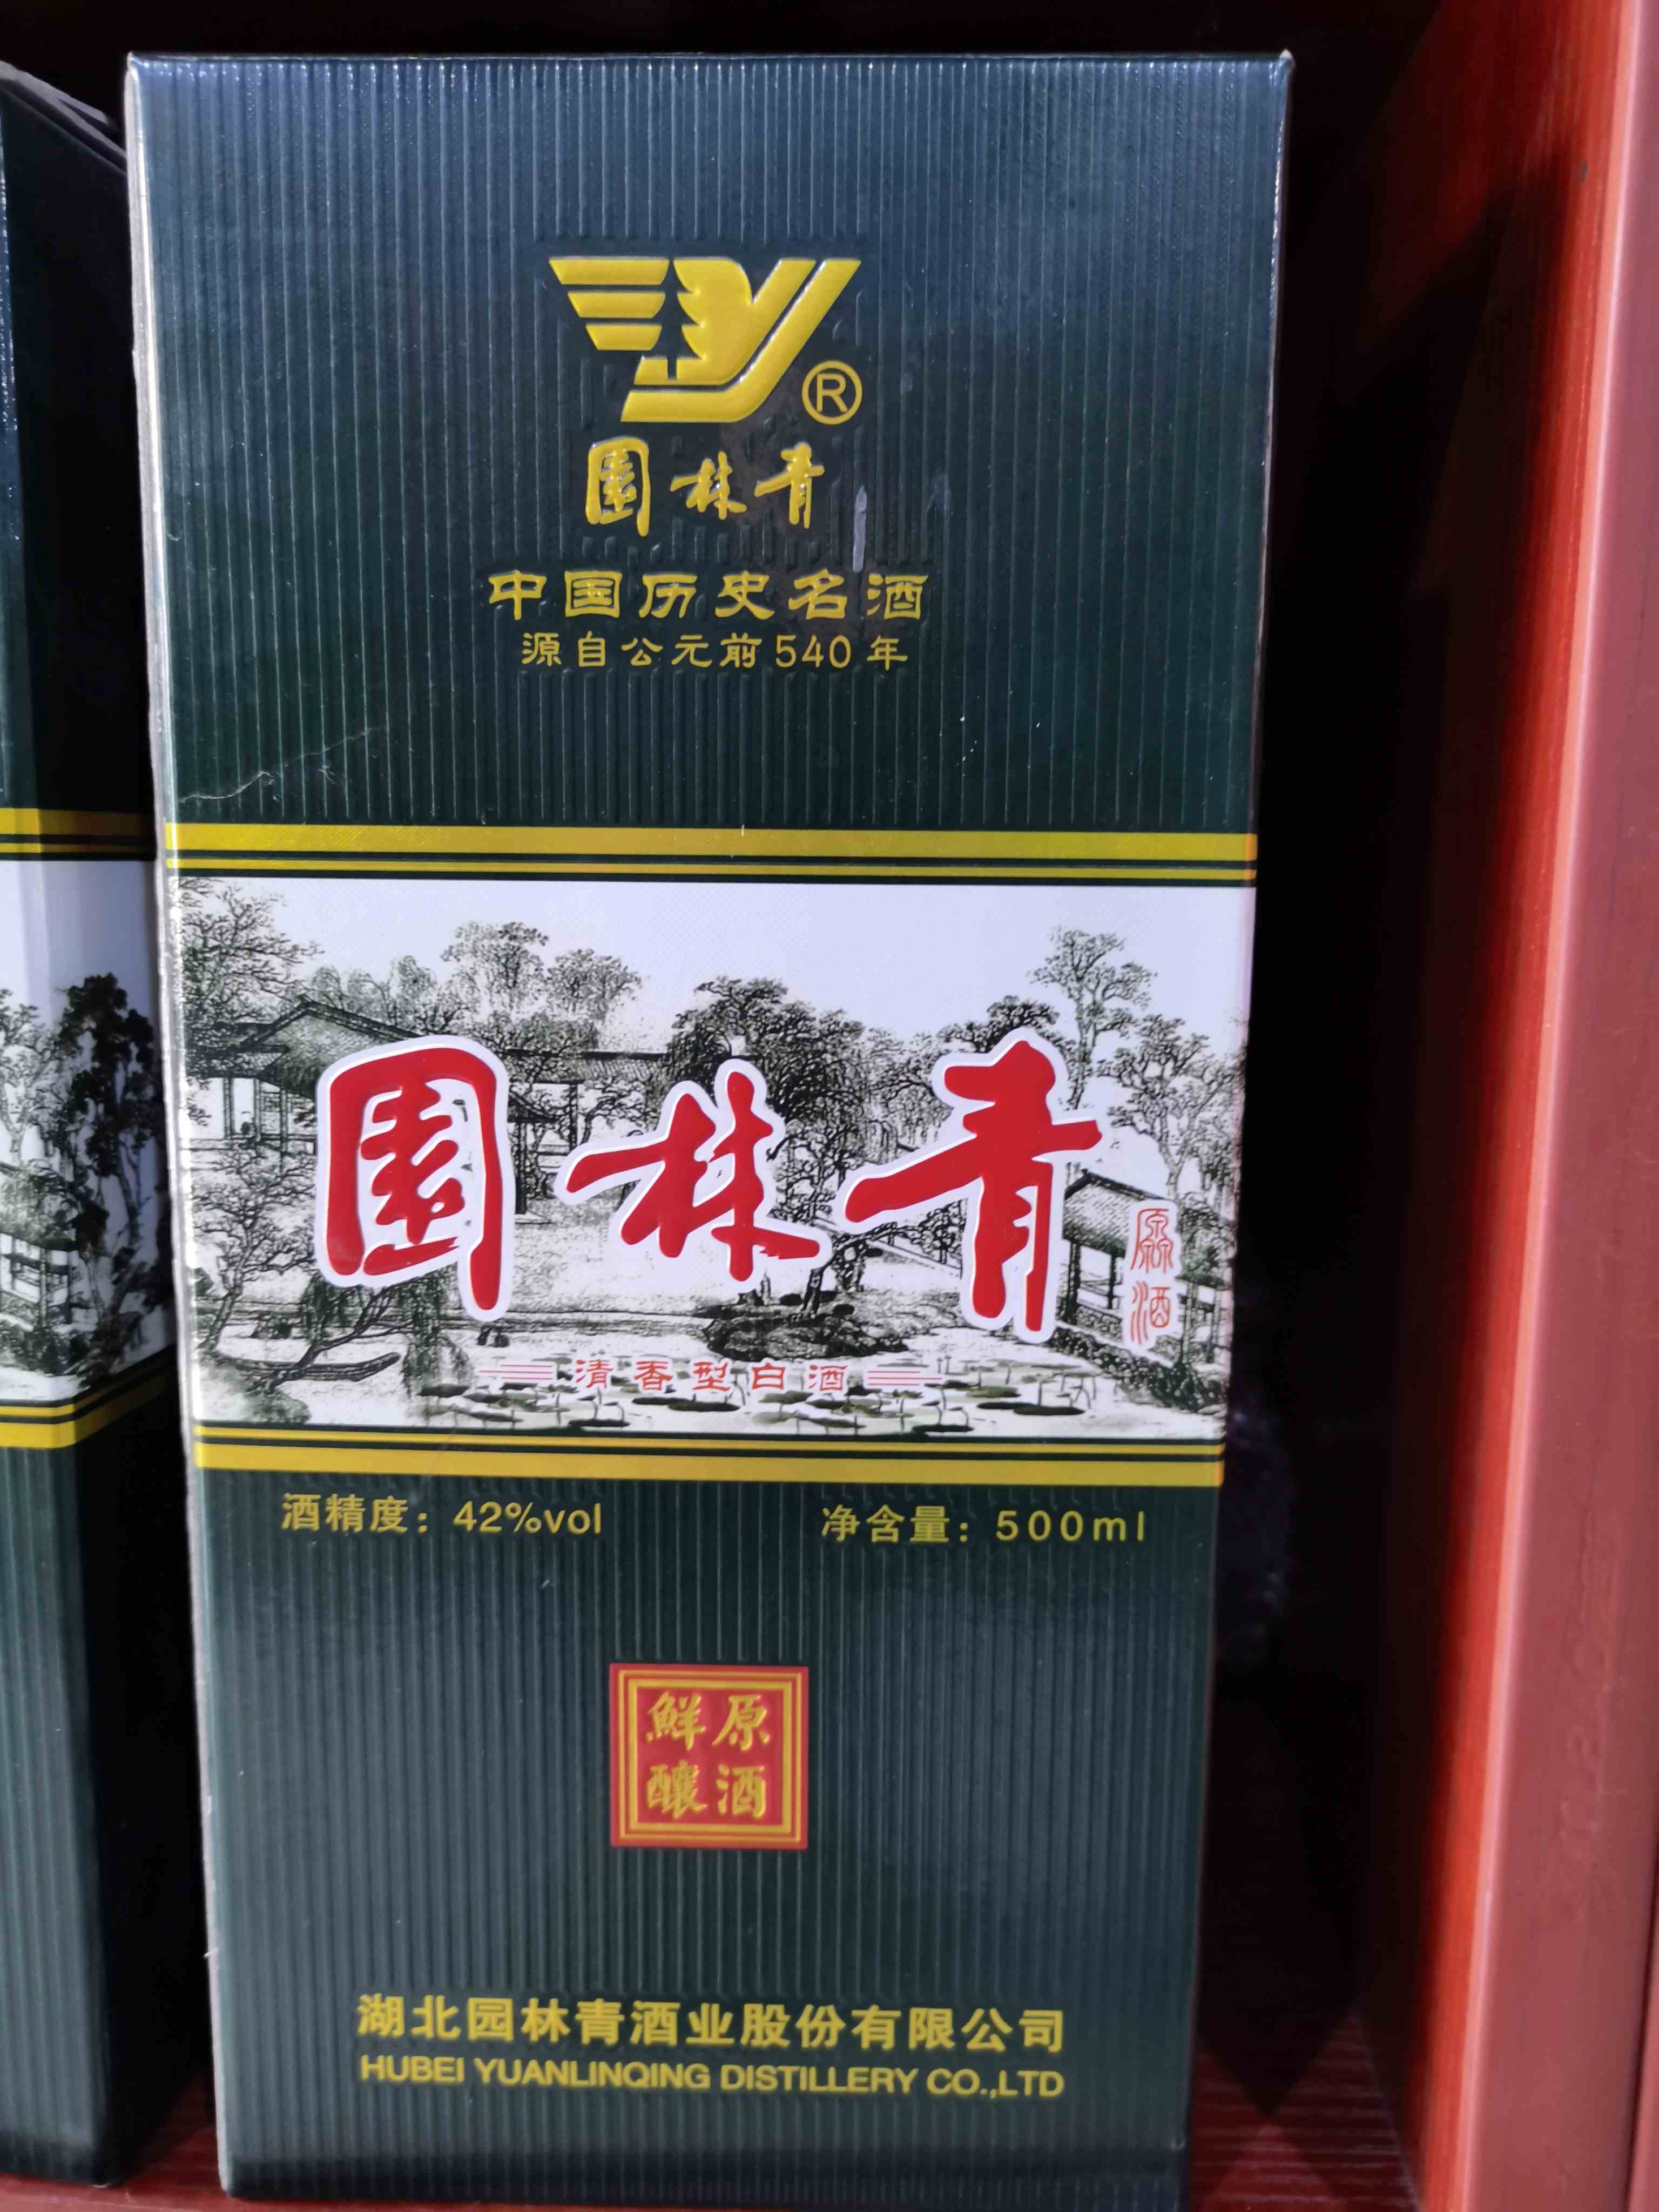 ®
園林青
中国历史名酒
源自公元前540年
園林青
原酒
清香型白酒
酒精度：42%vol
净含量：500ml
原酒
鮮釀
湖北园林青酒业股份有限公司
HUBEI YUANLINQING DISTILLERY CO.,LTD